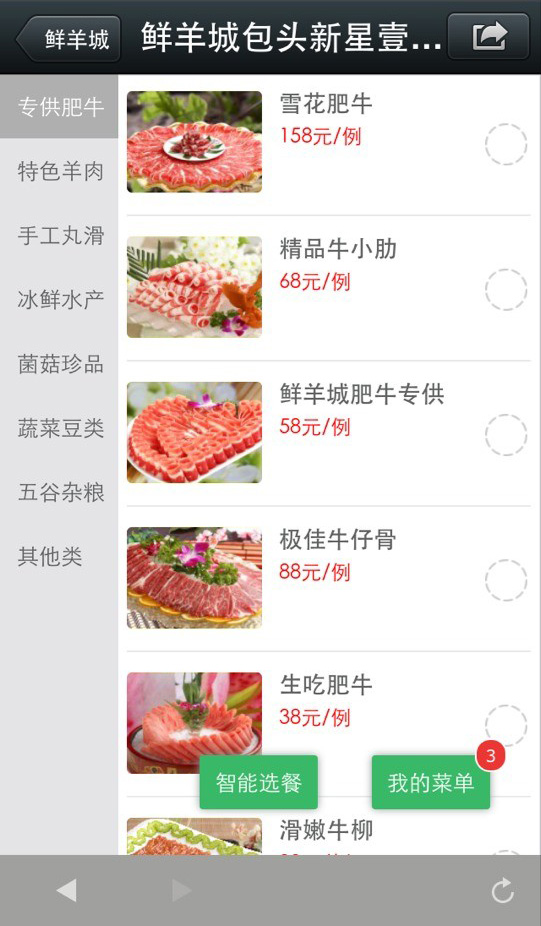 鲜羊城
鲜羊城包头新星壹...
专供肥牛
特色羊肉
手工丸滑
冰鲜水产
菌菇珍品
蔬菜豆类
五谷杂粮
其他类
雪花肥牛
158元/例
精品牛小肋
68元/例
鲜羊城肥牛专供
58元/例
极佳牛仔骨
88元/例
生吃肥牛
38元/例
智能选餐
我的菜单
3
滑嫩牛柳